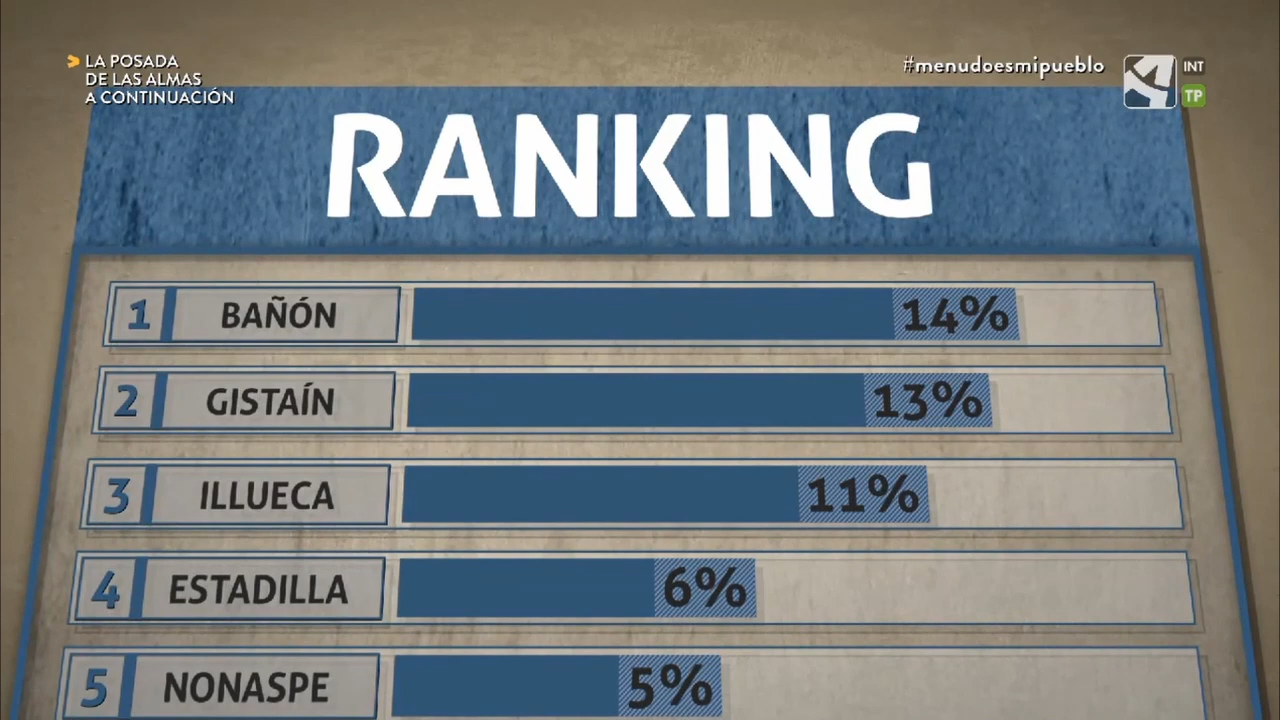 LA POSADA
DE LAS ALMAS
A CONTINUACIÓN
#menudoesmipueblo
INT
TP
RANKING
1 BAÑÓN 14%
2 GISTAÍN 13%
3 ILLUECA 11%
4 ESTADILLA 6%
5 NONASPE 5%